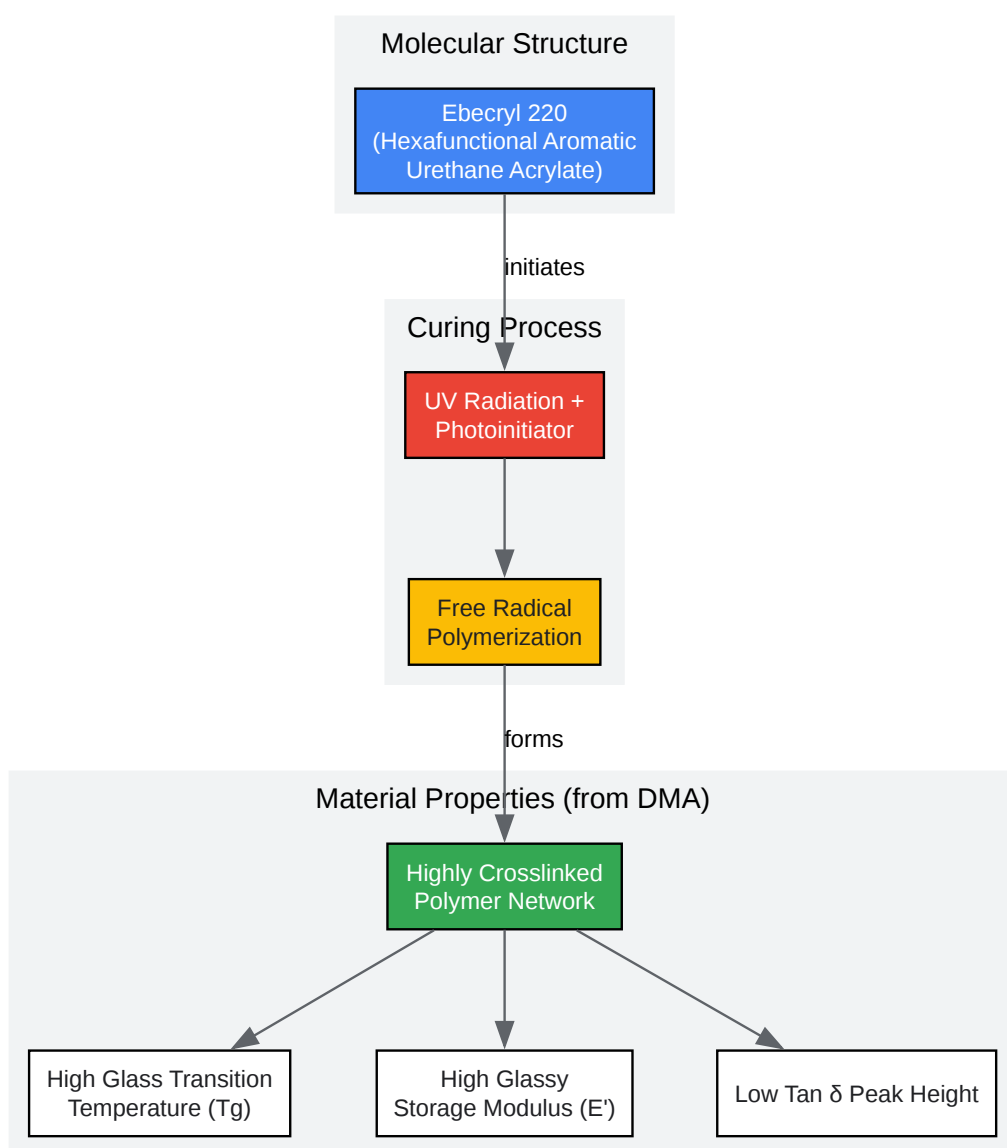 Molecular Structure
Ebecryl 220
(Hexafunctional Aromatic
Urethane Acrylate)
initiates
Curing Process
UV Radiation +
Photoinitiator
Free Radical
Polymerization
forms
Material Properties (from DMA)
Highly Crosslinked
Polymer Network
High Glass Transition
Temperature (Tg)
High Glassy
Storage Modulus (E')
Low Tan δ Peak Height